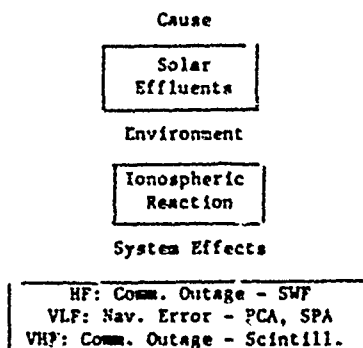 Cause
Solar
Effluents
Environment
Ionospheric
Reaction
System Effects
HF: Comm. Outage - SWF
VLF: Nav. Error - PCA, SPA
VHF: Comm. Outage - Scintill.